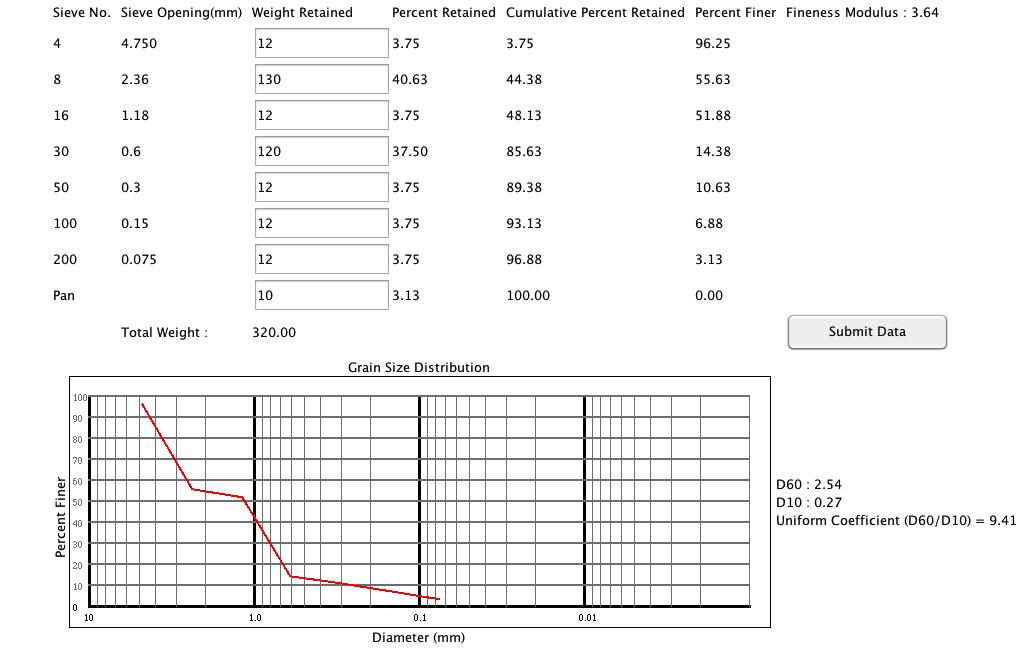 Sieve No. Sieve Opening(mm) Weight Retained Percent Retained Cumulative Percent Retained Percent Finer Fineness Modulus : 3.64
4 4.750 12 3.75 3.75 96.25
8 2.36 130 40.63 44.38 55.63
16 1.18 12 3.75 48.13 51.88
30 0.6 120 37.50 85.63 14.38
50 0.3 12 3.75 89.38 10.63
100 0.15 12 3.75 93.13 6.88
200 0.075 12 3.75 96.88 3.13
Pan 10 3.13 100.00 0.00
Total Weight : 320.00
Submit Data
Grain Size Distribution
Percent Finer
100
90
80
70
60
50
40
30
20
10
0
10 1.0 0.1 0.01
Diameter (mm)
D60 : 2.54
D10 : 0.27
Uniform Coefficient (D60/D10) = 9.41